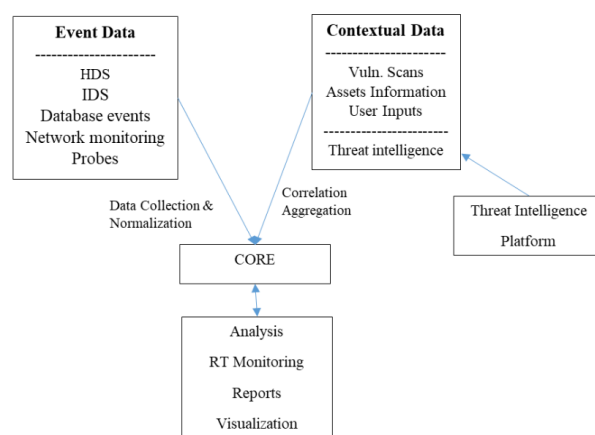 Event Data
---------------------
HDS
IDS
Database events
Network monitoring
Probes
Contextual Data
---------------------
Vuln. Scans
Assets Information
User Inputs
----------------------
Threat intelligence
Data Collection &
Normalization
Correlation
Aggregation
Threat Intelligence
Platform
CORE
Analysis
RT Monitoring
Reports
Visualization